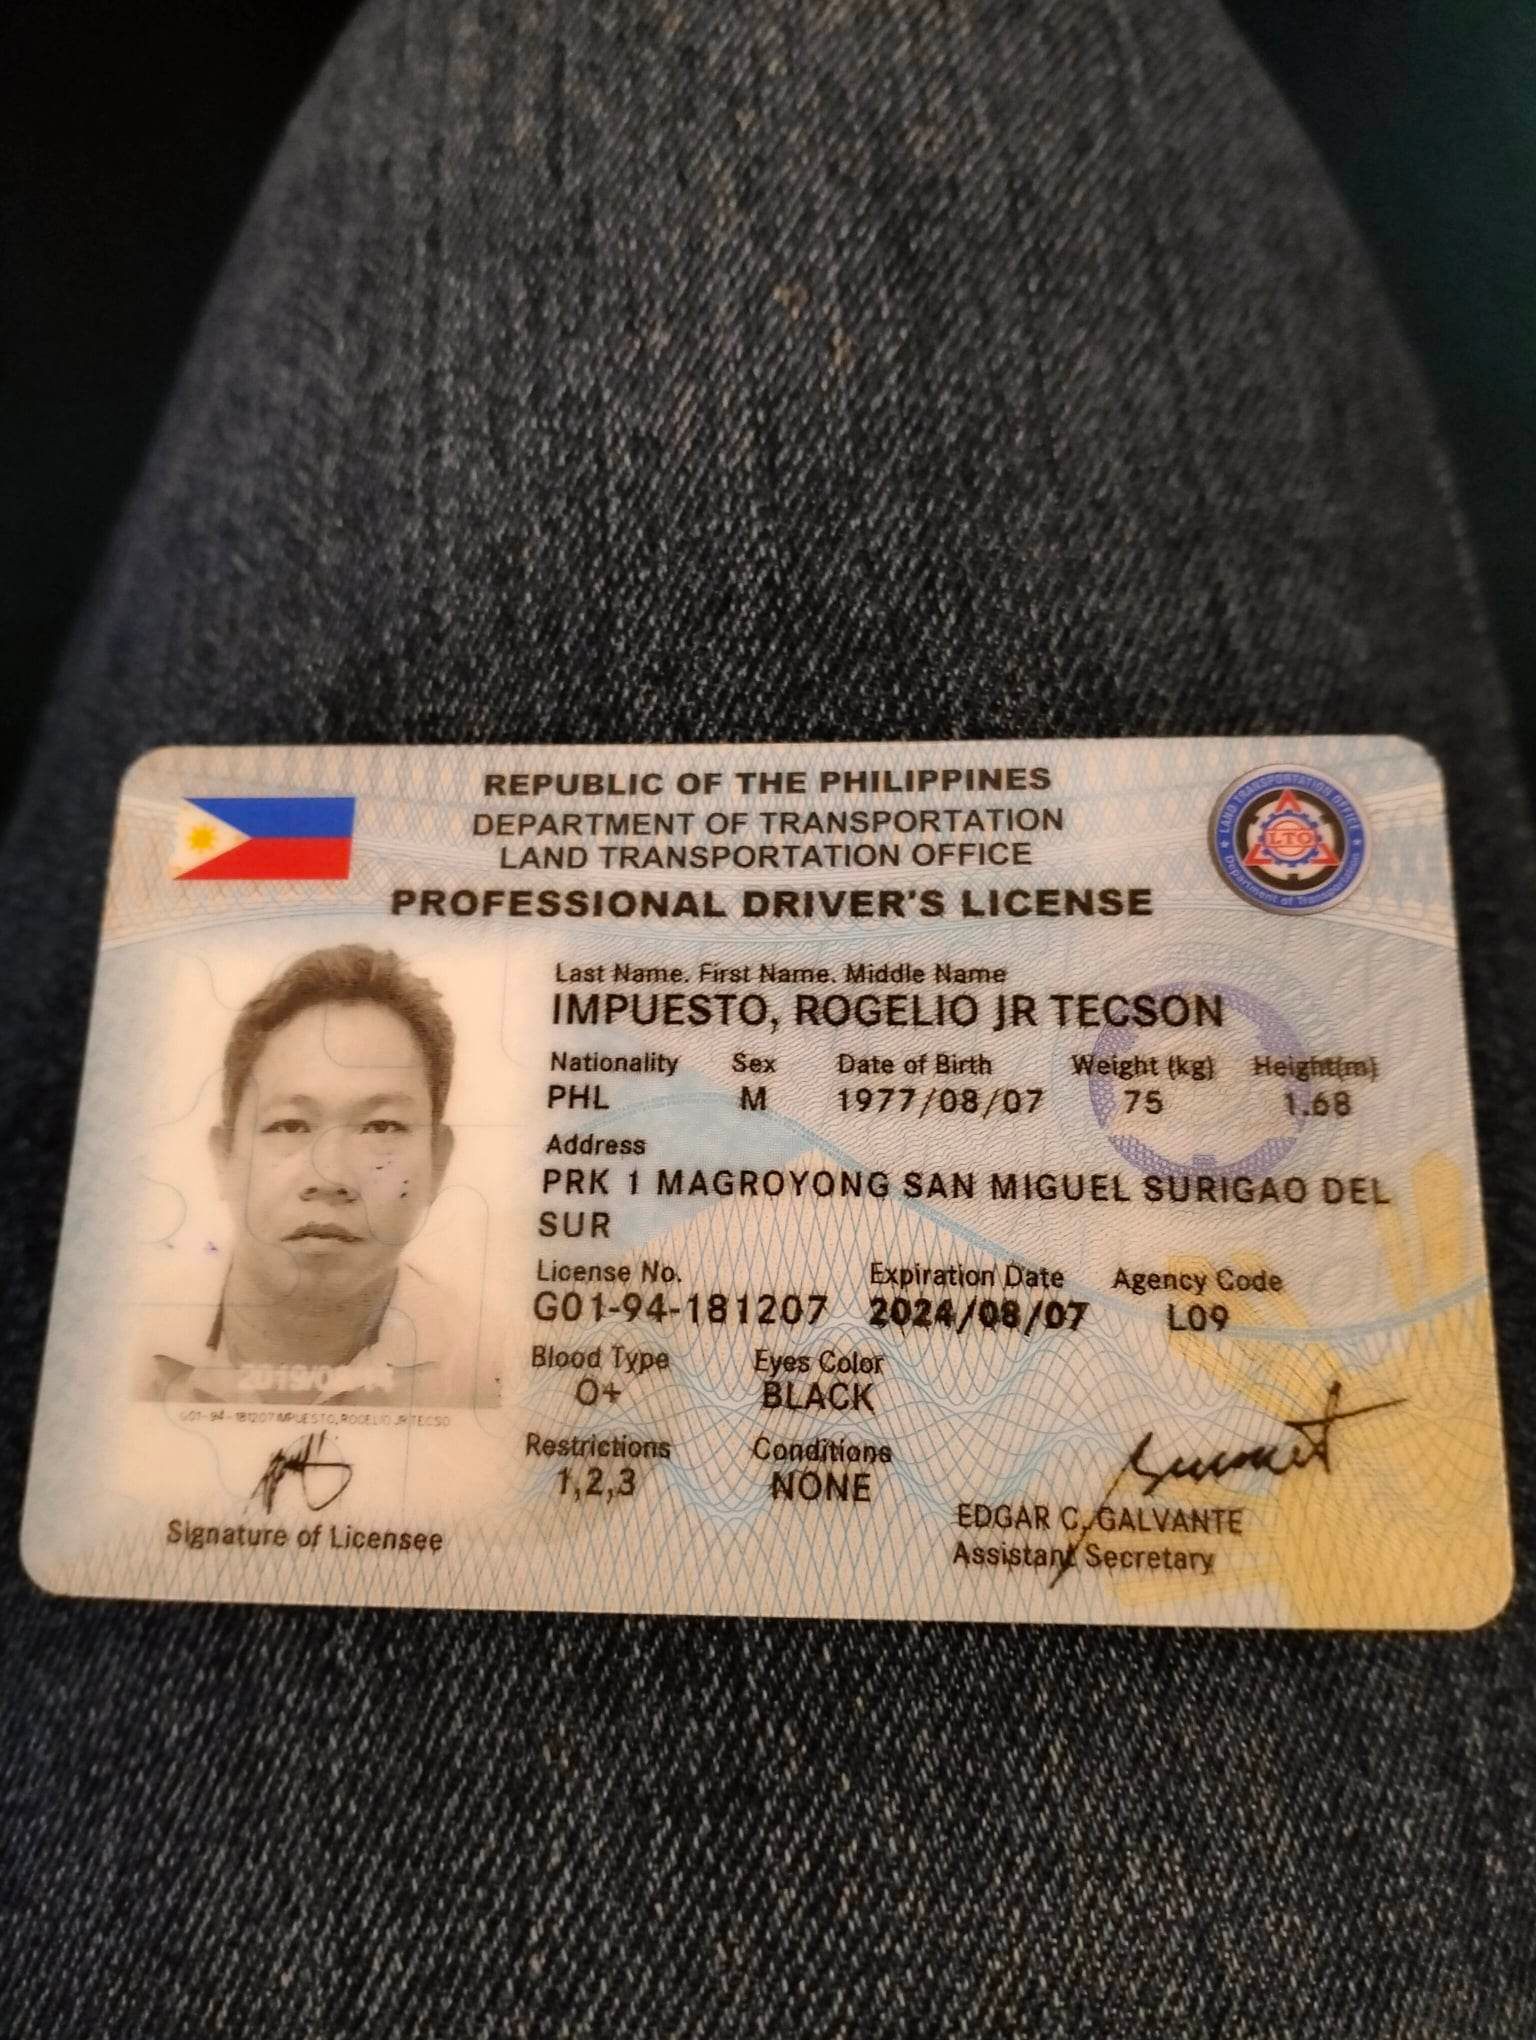 REPUBLIC OF THE PHILIPPINES
DEPARTMENT OF TRANSPORTATION
LAND TRANSPORTATION OFFICE
PROFESSIONAL DRIVER'S LICENSE
LAND TRANSPORTATION OFFICE
LTO
Department of Transportation
Last Name. First Name. Middle Name
IMPUESTO, ROGELIO JR TECSON
Nationality Sex Date of Birth Weight (kg) Height(m)
PHL M 1977/08/07 75 1.68
Address
PRK 1 MAGROYONG SAN MIGUEL SURIGAO DEL
SUR
License No. Expiration Date Agency Code
G01-94-181207 2024/08/07 L09
Blood Type Eyes Color
O+ BLACK
Restrictions Conditions
1,2,3 NONE
G01-94-181207 IMPUESTO, ROGELIO JR TECSO
Signature of Licensee
EDGAR C. GALVANTE
Assistant Secretary